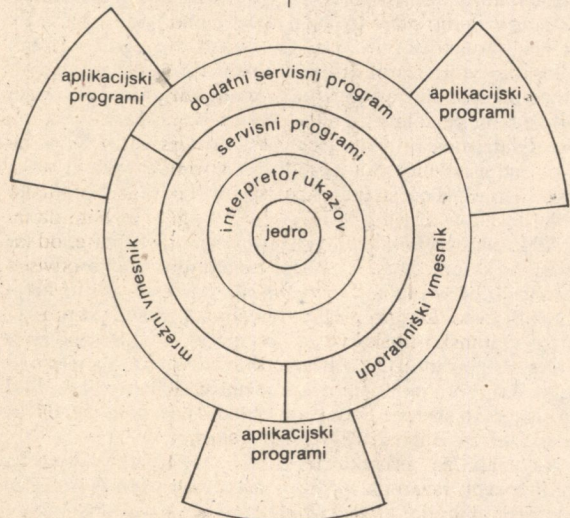 aplikacijski
programi
dodatni servisni program
aplikacijski
programi
servisni programi
interpretor ukazov
jedro
mrežni vmesnik
uporabniški vmesnik
aplikacijski
programi